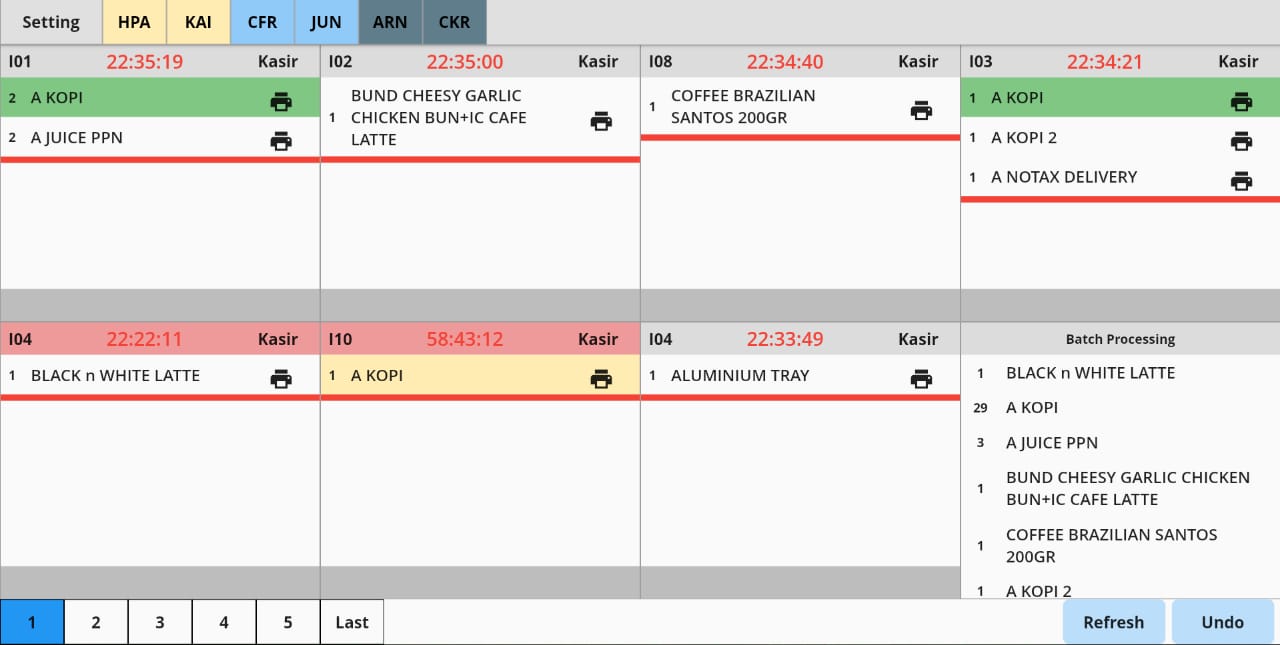 Setting HPA KAI CFR JUN ARN CKR
I01 22:35:19 Kasir
2 A KOPI
2 A JUICE PPN
I02 22:35:00 Kasir
BUND CHEESY GARLIC
1 CHICKEN BUN+IC CAFE
LATTE
I08 22:34:40 Kasir
1 COFFEE BRAZILIAN
SANTOS 200GR
I03 22:34:21 Kasir
1 A KOPI
1 A KOPI 2
1 A NOTAX DELIVERY
I04 22:22:11 Kasir
1 BLACK n WHITE LATTE
I10 58:43:12 Kasir
1 A KOPI
I04 22:33:49 Kasir
1 ALUMINIUM TRAY
Batch Processing
1 BLACK n WHITE LATTE
29 A KOPI
3 A JUICE PPN
1 BUND CHEESY GARLIC CHICKEN
BUN+IC CAFE LATTE
1 COFFEE BRAZILIAN SANTOS
200GR
1 A KOPI 2
1 2 3 4 5 Last Refresh Undo